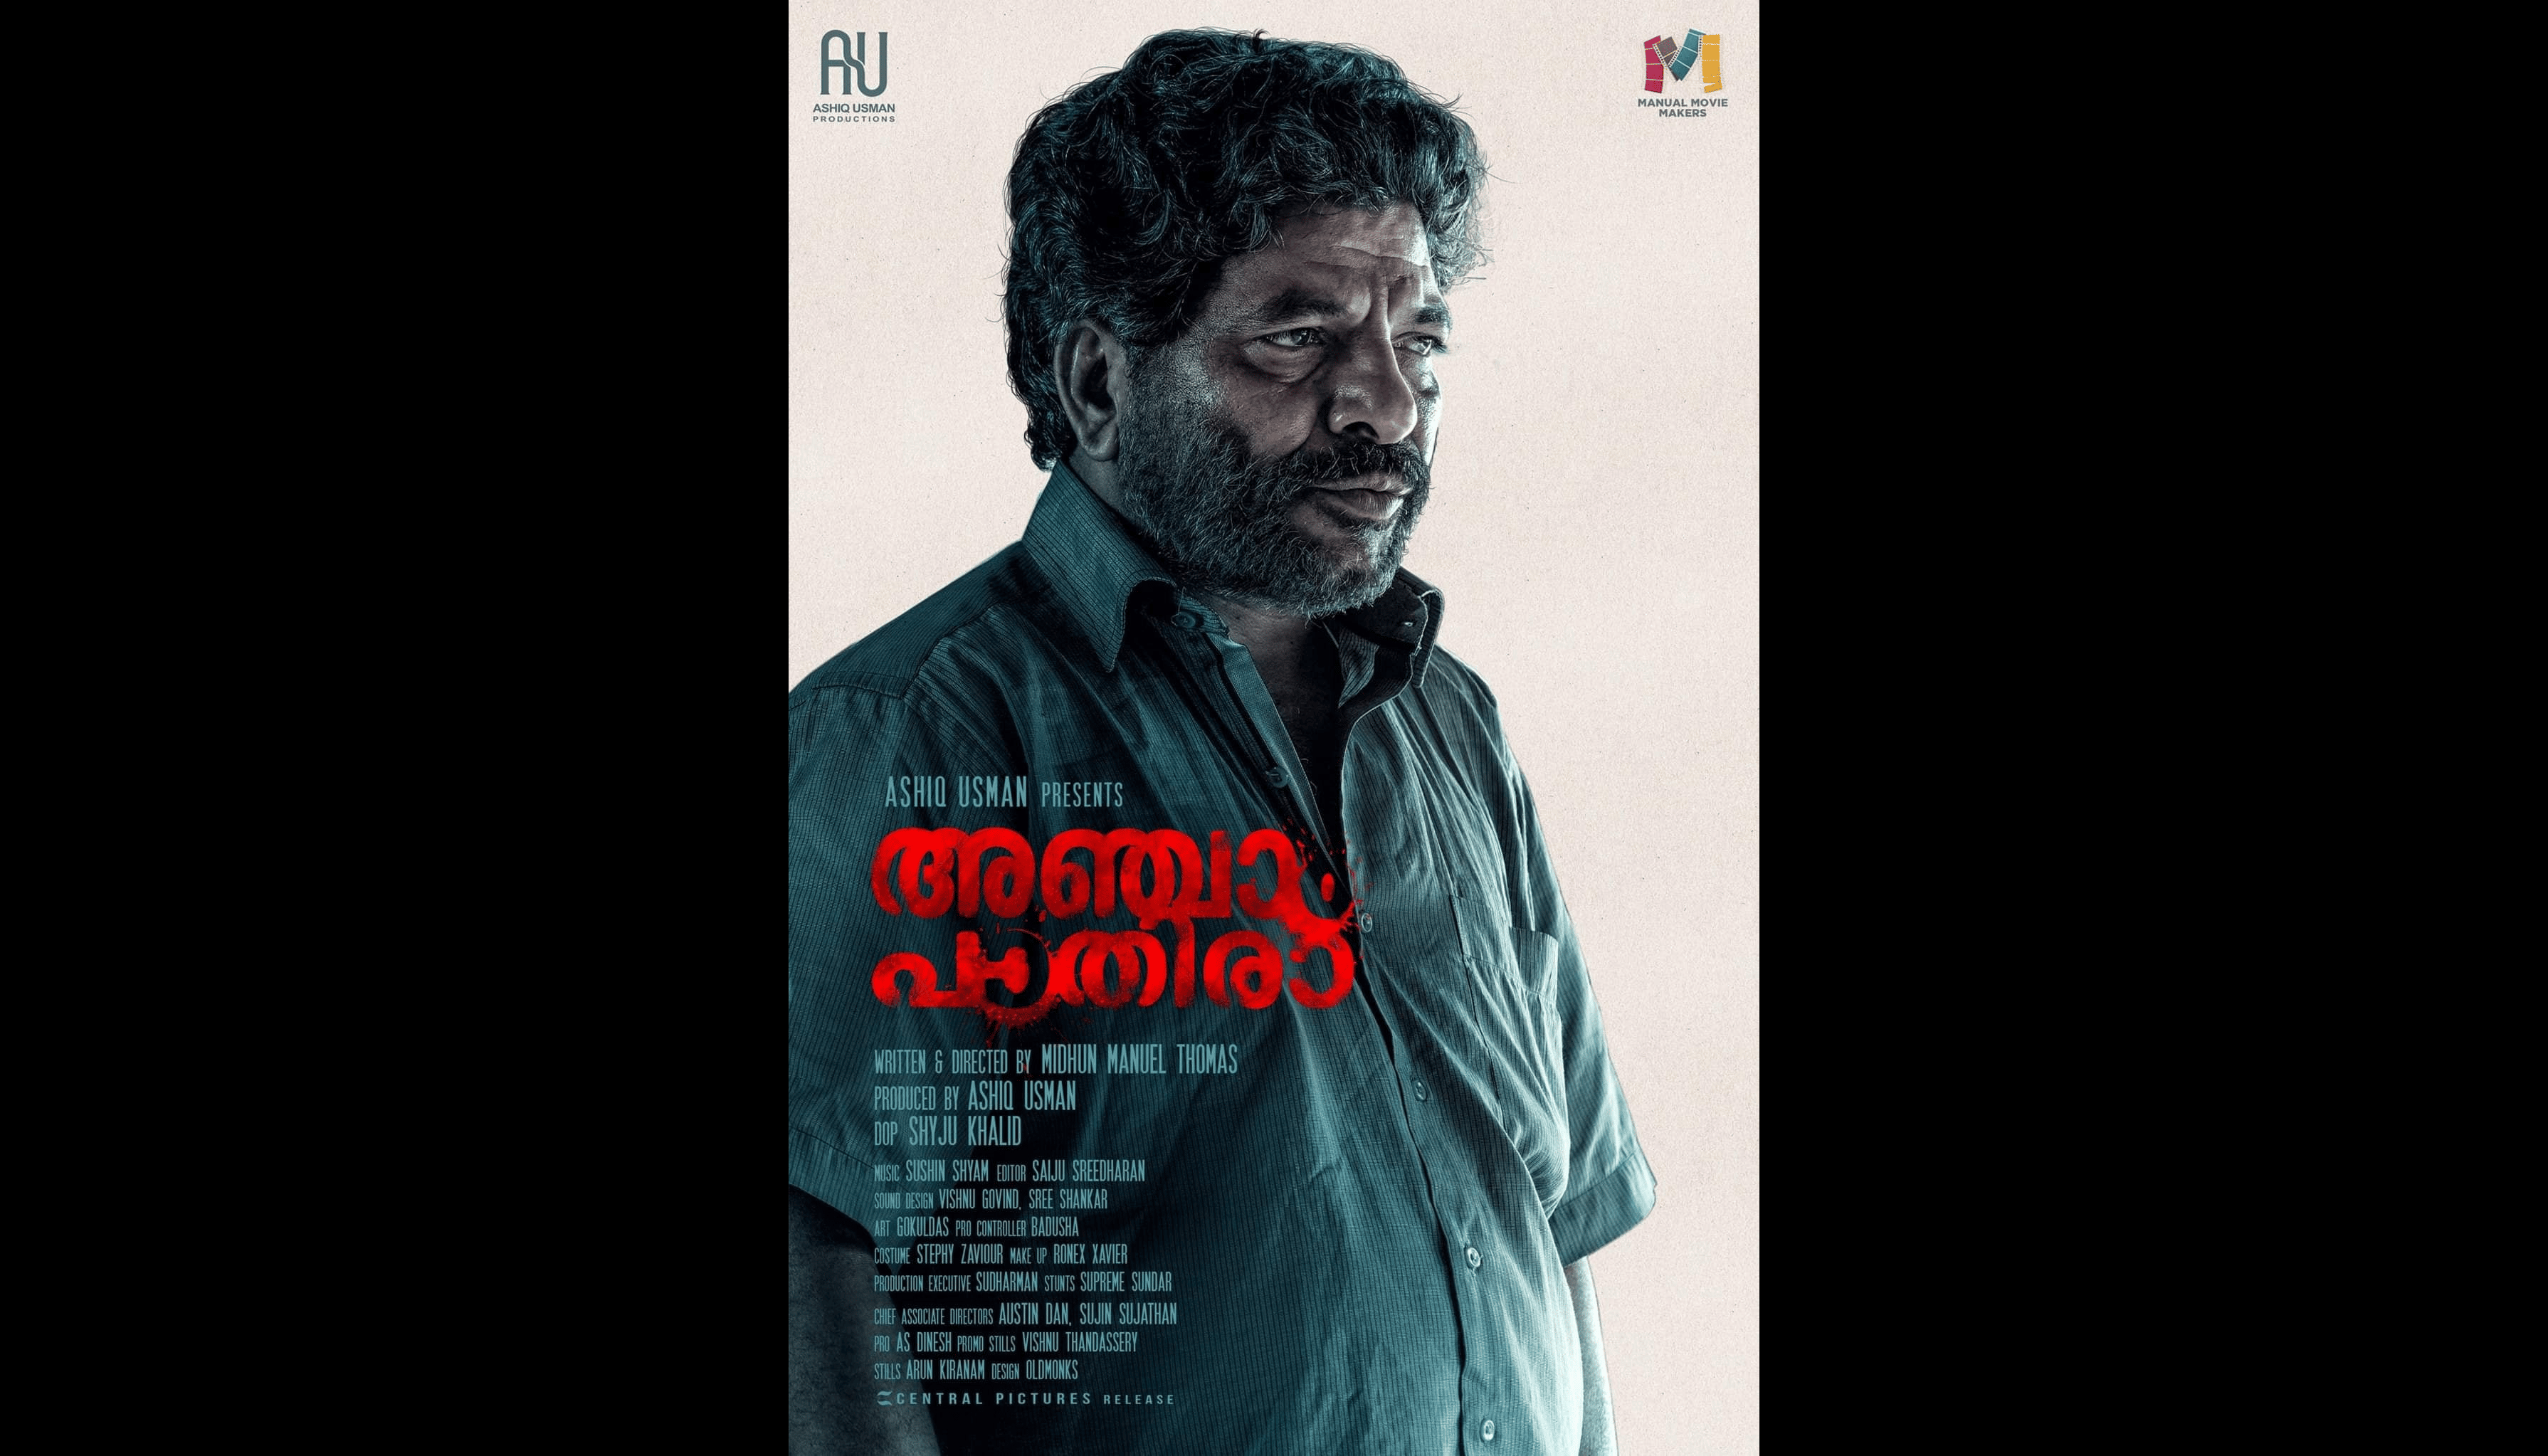 AU
ASHIQ USMAN
PRODUCTIONS
M
MANUAL MOVIE
MAKERS
ASHIQ USMAN PRESENTS
അഞ്ചാം
പാതിരാ
WRITTEN & DIRECTED BY MIDHUN MANUEL THOMAS
PRODUCED BY ASHIQ USMAN
DOP SHYJU KHALID
MUSIC SUSHIN SHYAM EDITOR SAIJU SREEDHARAN
SOUND DESIGN VISHNU GOVIND, SREE SHANKAR
ART GOKULDAS PRO CONTROLLER BADUSHA
COSTUME STEPHY ZAVIOUR MAKE UP RONEX XAVIER
PRODUCTION EXECUTIVE SUDHARMAN STUNTS SUPREME SUNDAR
CHIEF ASSOCIATE DIRECTORS AUSTIN DAN, SUJIN SUJATHAN
PRO AS DINESH PROMO STILLS VISHNU THANDASSERY
STILLS ARUN KIRANAM DESIGN OLDMONKS
CENTRAL PICTURES RELEASE